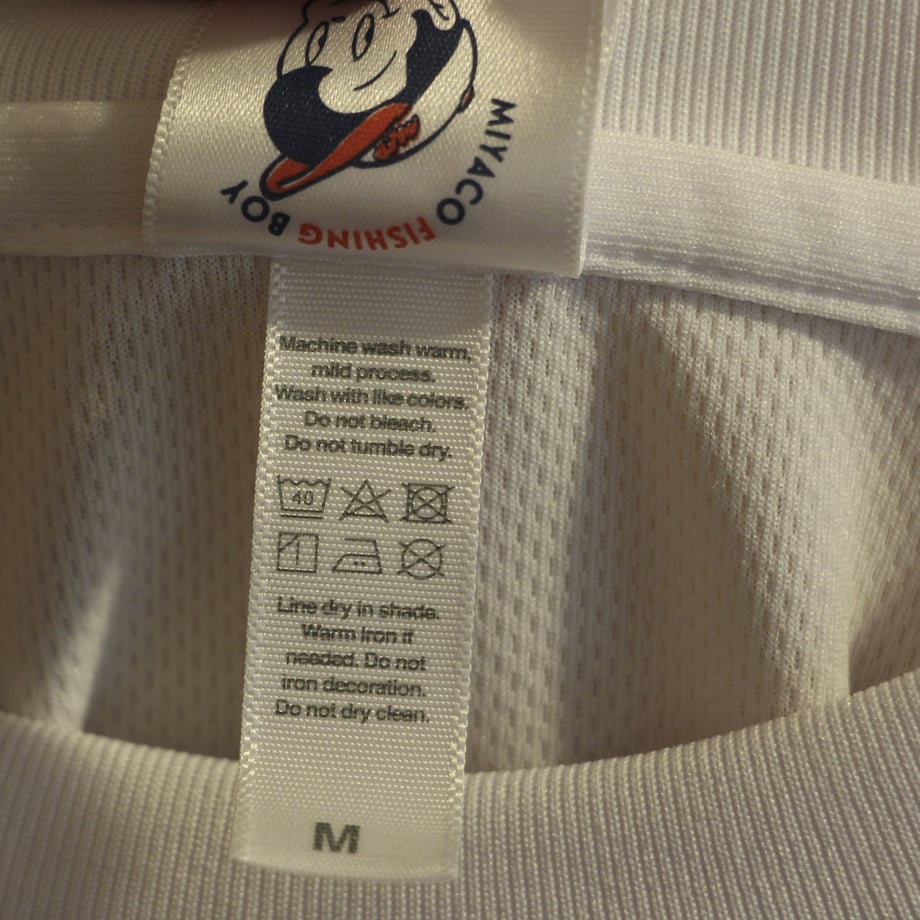 MIYACO FISHING BOY
Machine wash warm,
mild process.
Wash with like colors.
Do not bleach.
Do not tumble dry.
40
Line dry in shade.
Warm iron if
needed. Do not
iron decoration.
Do not dry clean.
M